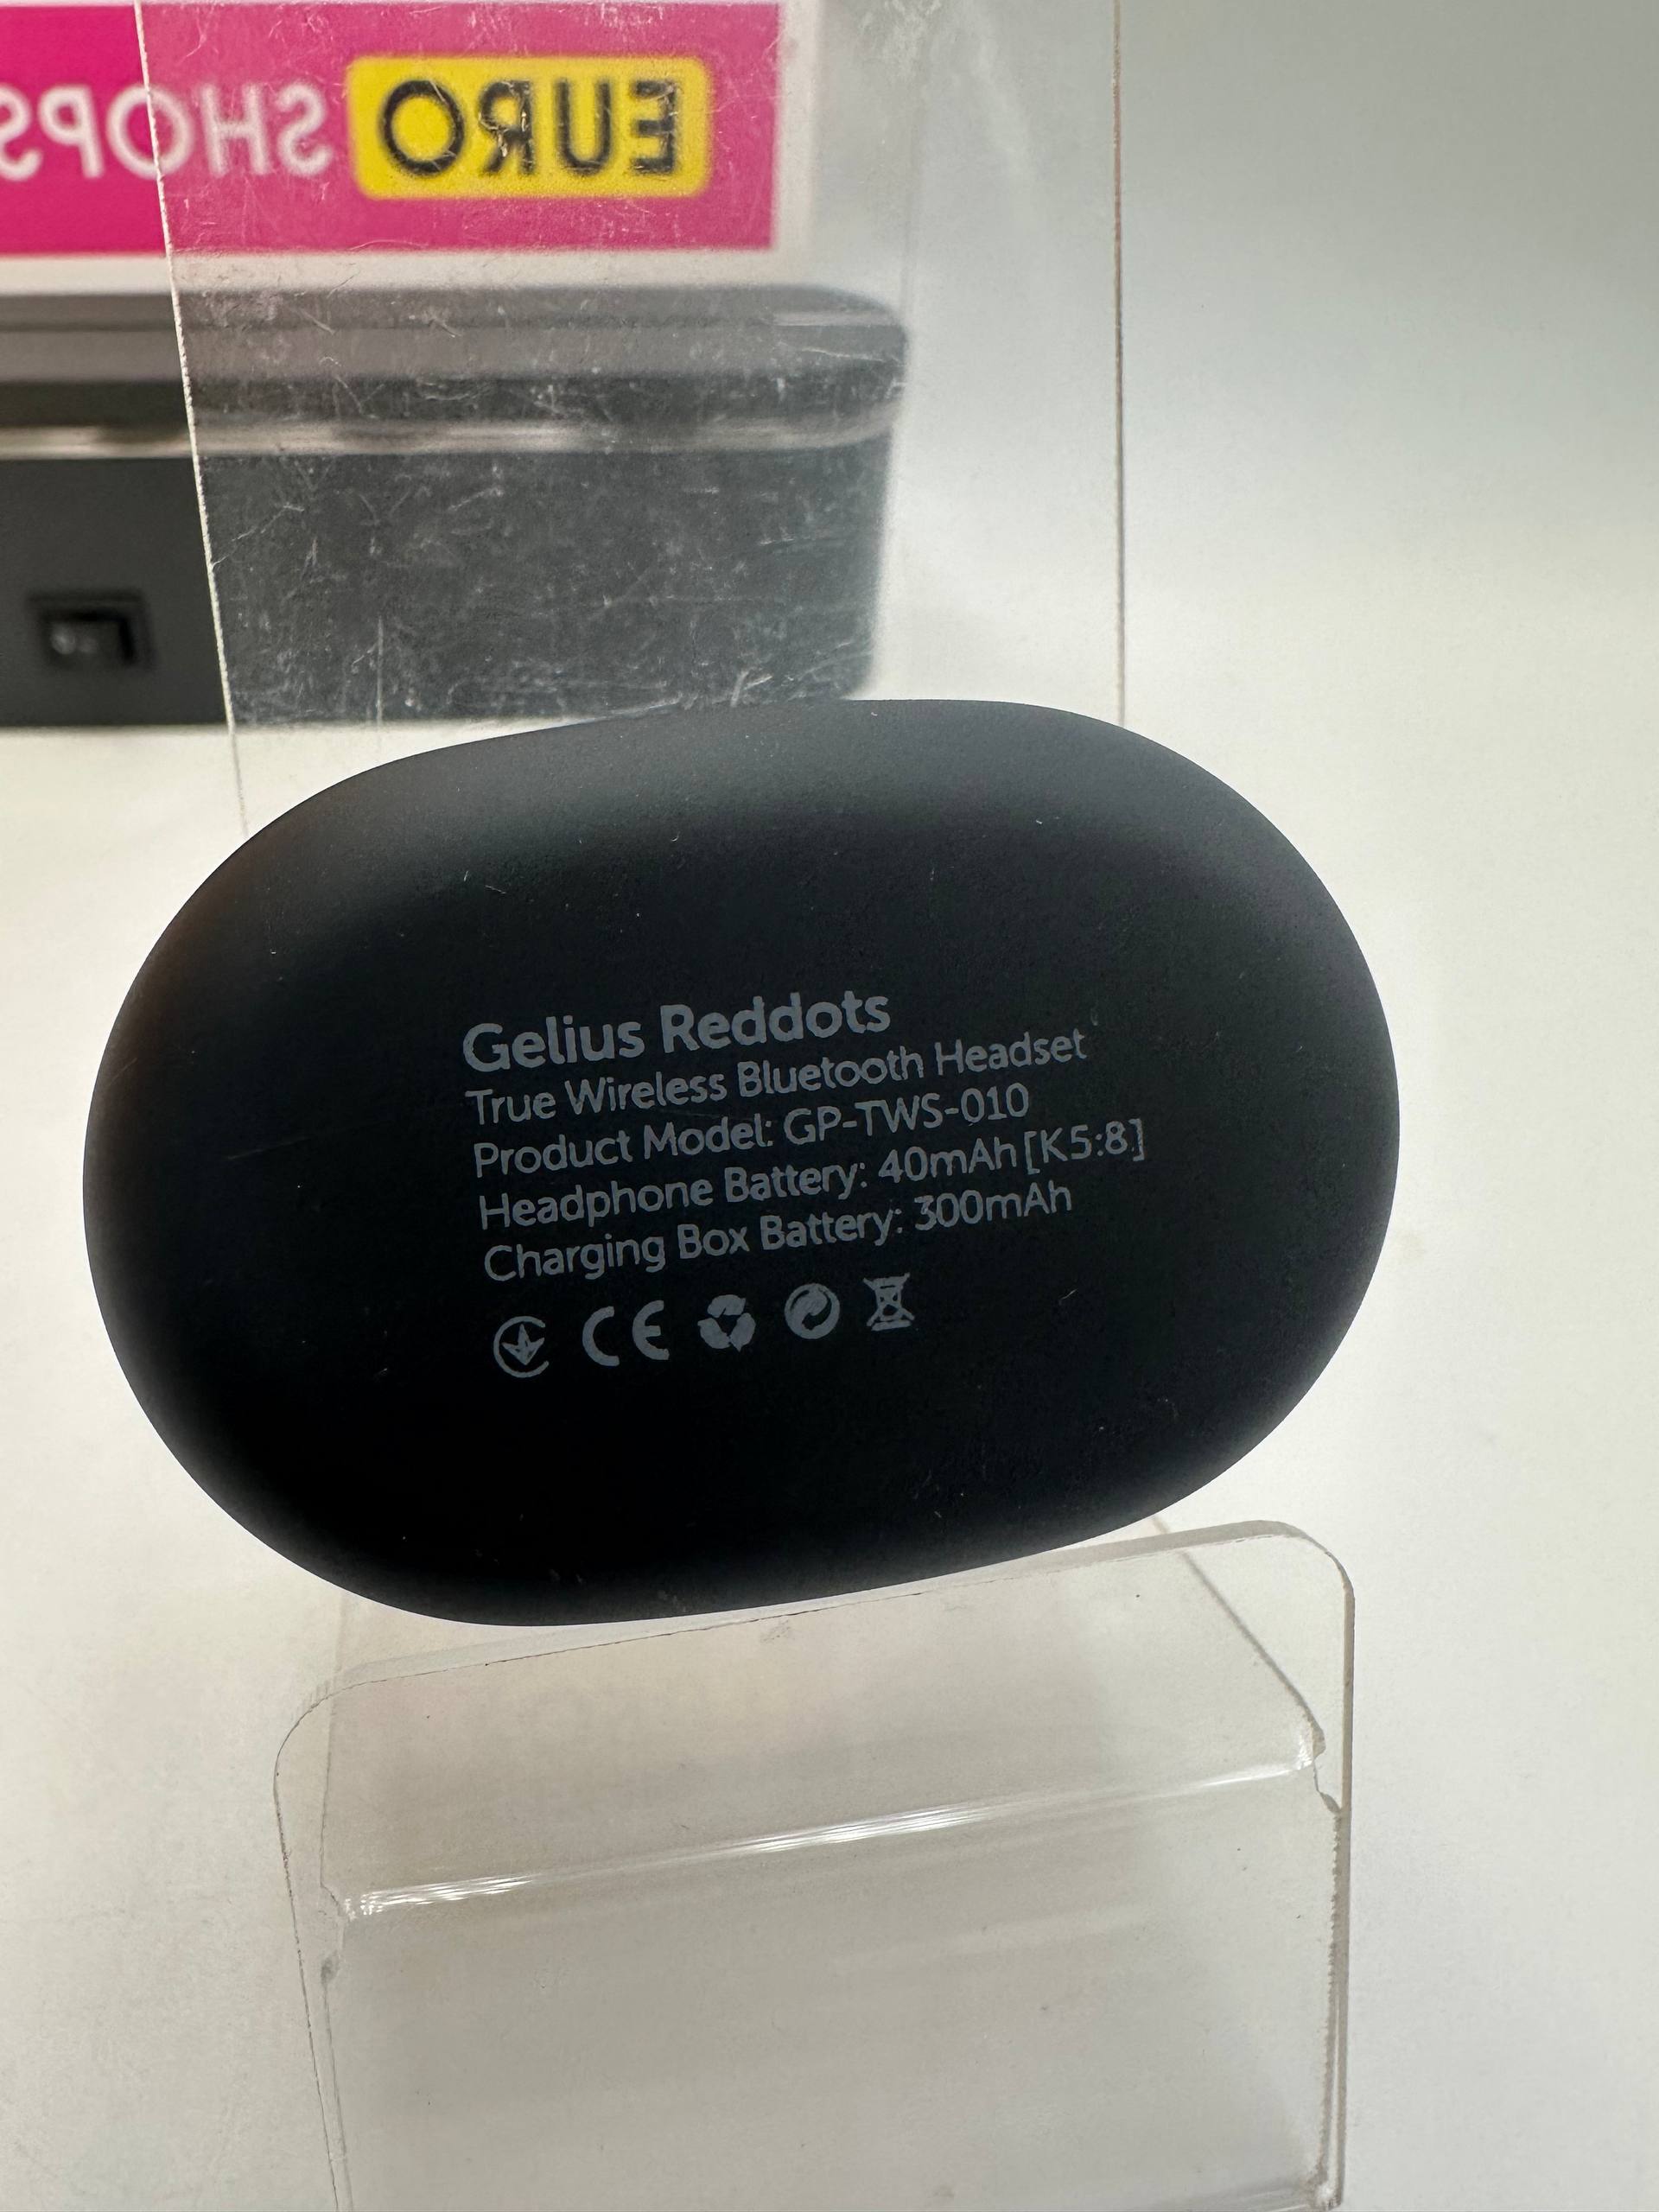 EURO SHOPS
Gelius Reddots
True Wireless Bluetooth Headset
Product Model: GP-TWS-010
Headphone Battery: 40mAh[K5:8]
Charging Box Battery: 300mAh
CE